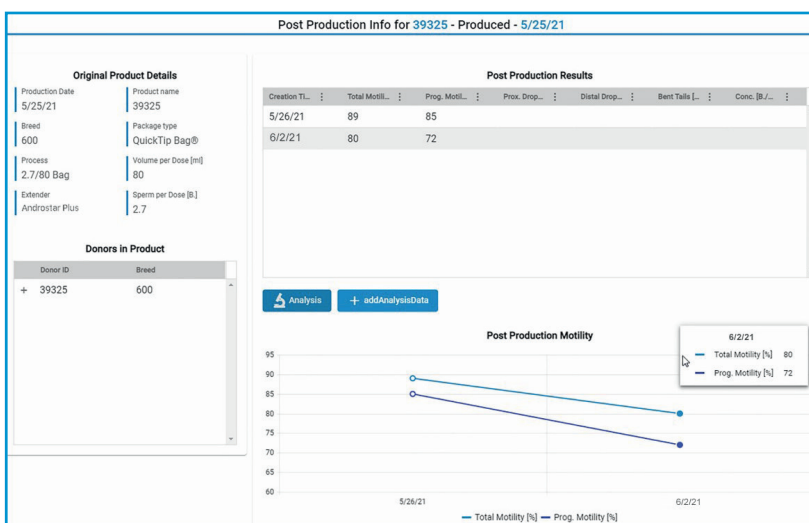 Post Production Info for 39325 - Produced - 5/25/21
Original Product Details
Production Date
5/25/21
Product name
39325
Breed
600
Package type
QuickTip Bag®
Process
2.7/80 Bag
Volume per Dose [ml]
80
Extender
Androstar Plus
Sperm per Dose [B.]
2.7
Donors in Product
Donor ID Breed
+ 39325 600
Post Production Results
Creation Ti... Total Motili... Prog. Motil... Prox. Drop... Distal Drop... Bent Tails [... Conc. [B./...
5/26/21 89 85
6/2/21 80 72
Analysis
+ addAnalysisData
Post Production Motility
6/2/21
Total Motility [%] 80
Prog. Motility [%] 72
95
90
85
80
75
70
65
60
5/26/21 6/2/21
Total Motility [%] Prog. Motility [%]